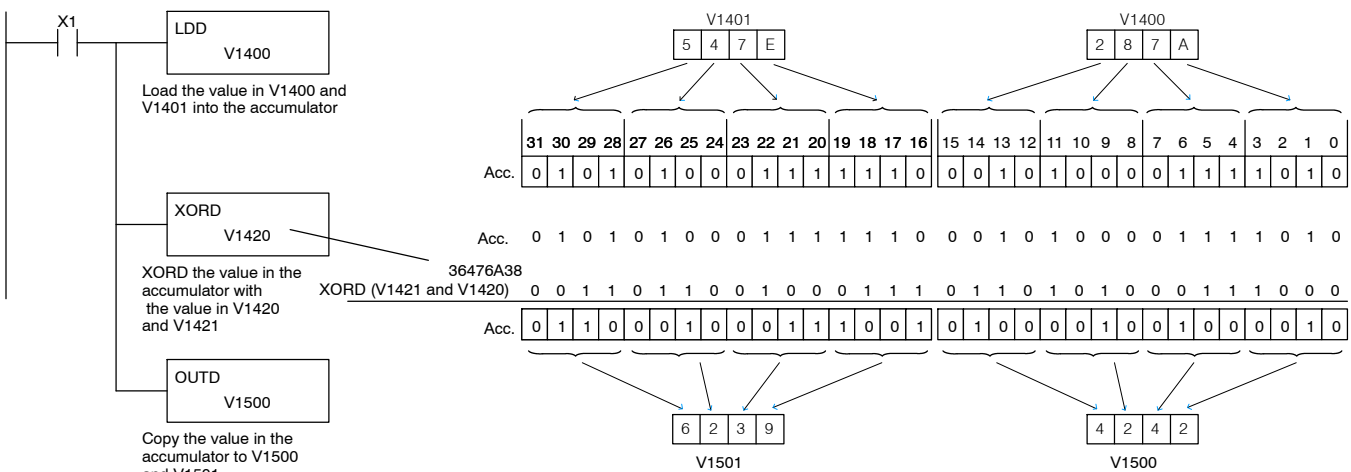 X1
LDD
V1400
Load the value in V1400 and
V1401 into the accumulator
XORD
V1420
XORD the value in the
accumulator with
the value in V1420
and V1421
OUTD
V1500
Copy the value in the
accumulator to V1500
V1401
V1400
5 4 7 E
2 8 7 A
31 30 29 28 27 26 25 24 23 22 21 20 19 18 17 16 15 14 13 12 11 10 9 8 7 6 5 4 3 2 1 0
Acc. 0 1 0 1 0 1 0 0 0 1 1 1 1 1 1 0 0 0 1 0 1 0 0 0 0 1 1 1 1 0 1 0
Acc. 0 1 0 1 0 1 0 0 0 1 1 1 1 1 1 0 0 0 1 0 1 0 0 0 0 1 1 1 1 0 1 0
36476A38
XORD (V1421 and V1420) 0 0 1 1 0 1 1 0 0 1 0 0 0 1 1 1 0 1 1 0 1 0 1 0 0 0 1 1 1 0 0 0
Acc. 0 1 1 0 0 0 1 0 0 0 1 1 1 0 0 1 0 1 0 0 0 0 1 0 0 1 0 0 0 0 1 0
6 2 3 9
4 2 4 2
V1501
V1500